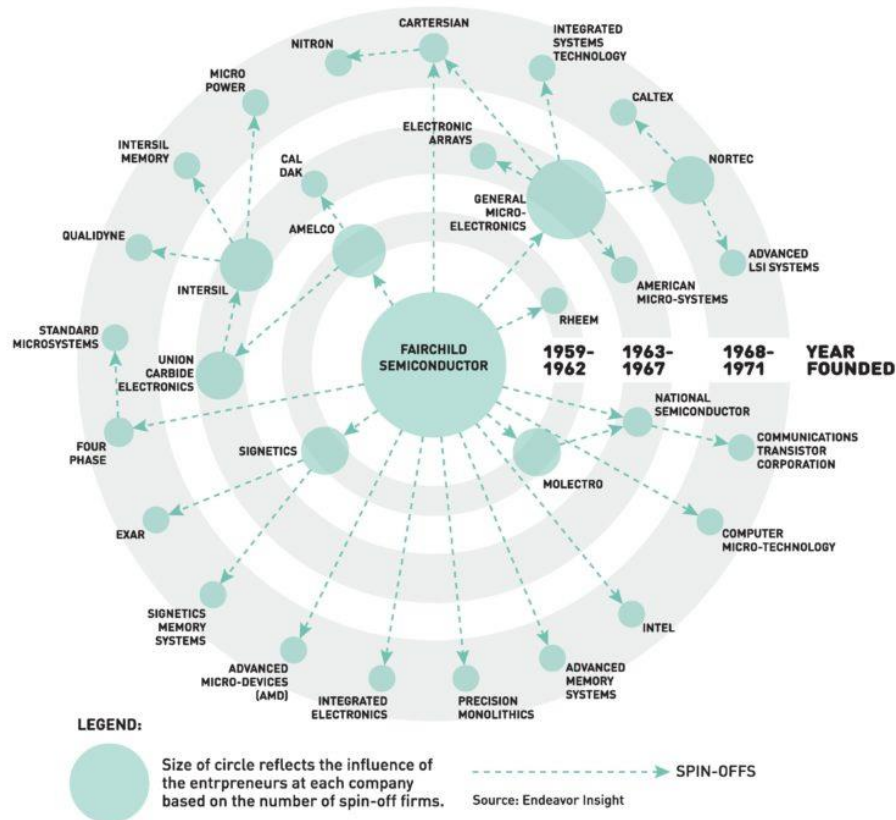 CARTERSIAN
NITRON
INTEGRATED
SYSTEMS
TECHNOLOGY
MICRO
POWER
CALTEX
ELECTRONIC
ARRAYS
INTERSIL
MEMORY
CAL
DAK
NORTEC
GENERAL
MICRO-
ELECTRONICS
AMELCO
QUALIDYNE
ADVANCED
LSI SYSTEMS
INTERSIL
AMERICAN
MICRO-SYSTEMS
RHEEM
STANDARD
MICROSYSTEMS
FAIRCHILD
SEMICONDUCTOR
1959-
1962
1963-
1967
1968-
1971
YEAR
FOUNDED
UNION
CARBIDE
ELECTRONICS
NATIONAL
SEMICONDUCTOR
FOUR
PHASE
SIGNETICS
COMMUNICATIONS
TRANSISTOR
CORPORATION
MOLECTRO
EXAR
COMPUTER
MICRO-TECHNOLOGY
SIGNETICS
MEMORY
SYSTEMS
INTEL
ADVANCED
MICRO-DEVICES
(AMD)
INTEGRATED
ELECTRONICS
PRECISION
MONOLITHICS
ADVANCED
MEMORY
SYSTEMS
LEGEND:
Size of circle reflects the influence of
the entrpreneurs at each company
based on the number of spin-off firms.
SPIN-OFFS
Source: Endeavor Insight